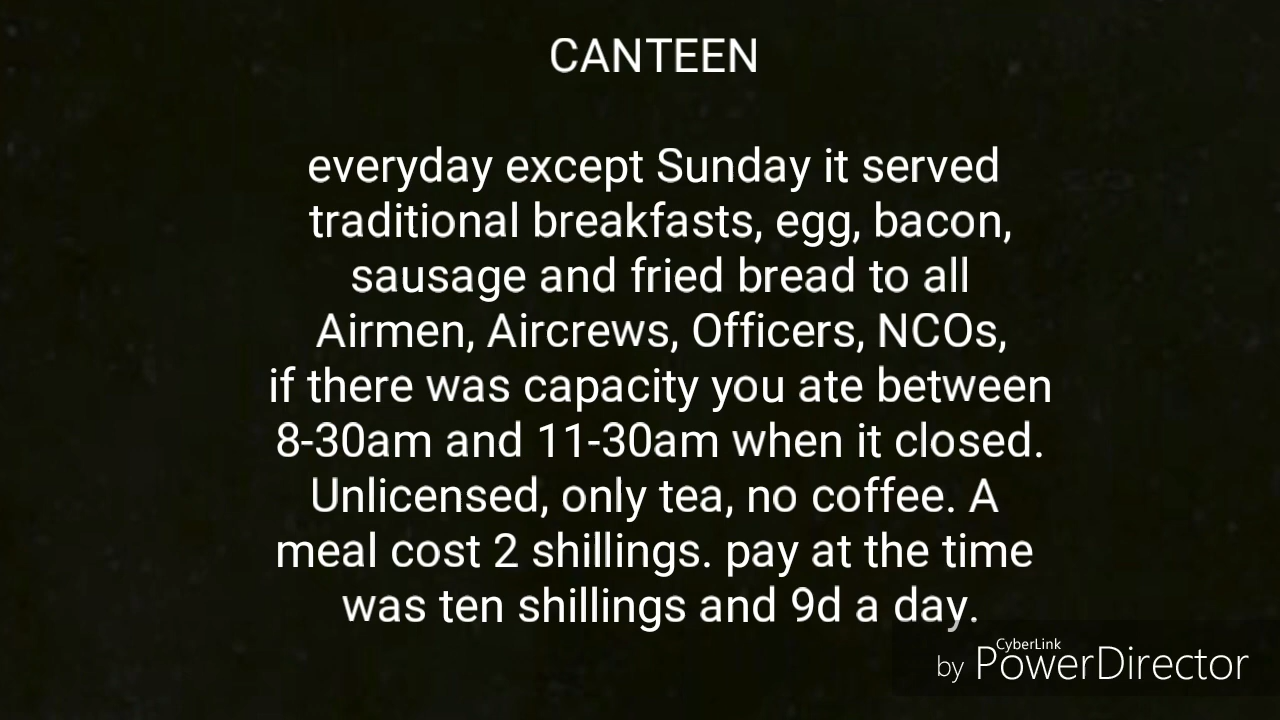 CANTEEN
everyday except Sunday it served
traditional breakfasts, egg, bacon,
sausage and fried bread to all
Airmen, Aircrews, Officers, NCOs,
if there was capacity you ate between
8-30am and 11-30am when it closed.
Unlicensed, only tea, no coffee. A
meal cost 2 shillings. pay at the time
was ten shillings and 9d a day.
CyberLink
by PowerDirector